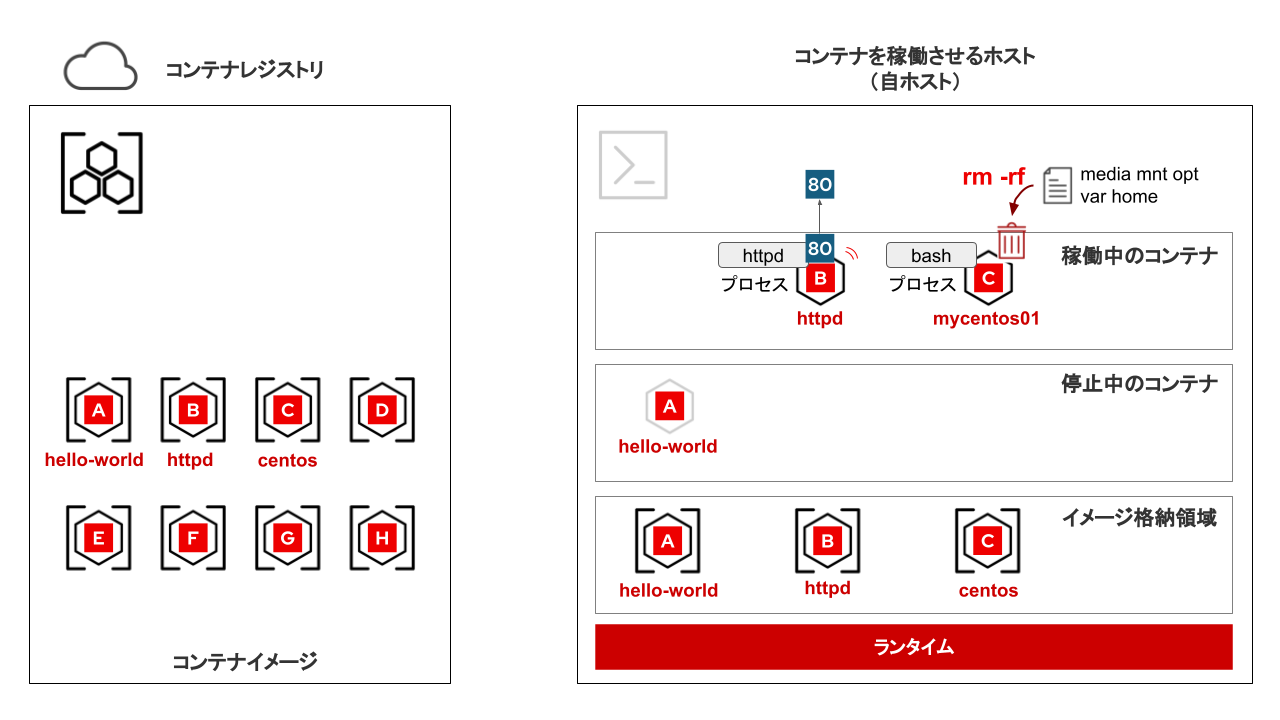 コンテナレジストリ
A B C D
hello-world httpd centos
E F G H
コンテナイメージ
コンテナを稼働させるホスト
（自ホスト）
>_
80
rm -rf
media mnt opt
var home
httpd 80 bash
稼働中のコンテナ
プロセス B プロセス C
httpd mycentos01
停止中のコンテナ
A
hello-world
イメージ格納領域
A B C
hello-world httpd centos
ランタイム